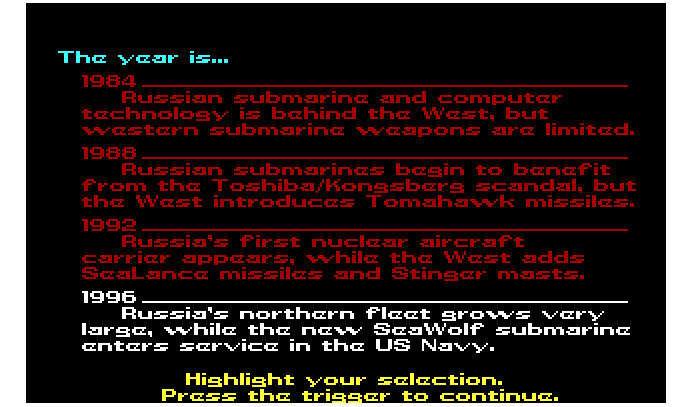 The year is...
1984
Russian submarine and computer
technology is behind the West, but
western submarine weapons are limited.
1988
Russian submarines begin to benefit
from the Toshiba/Kongsberg scandal, but
the West introduces Tomahawk missiles.
1992
Russia's first nuclear aircraft
carrier appears, while the West adds
SeaLance missiles and Stinger masts.
1996
Russia's northern fleet grows very
large, while the new SeaWolf submarine
enters service in the US Navy.
Highlight your selection.
Press the trigger to continue.